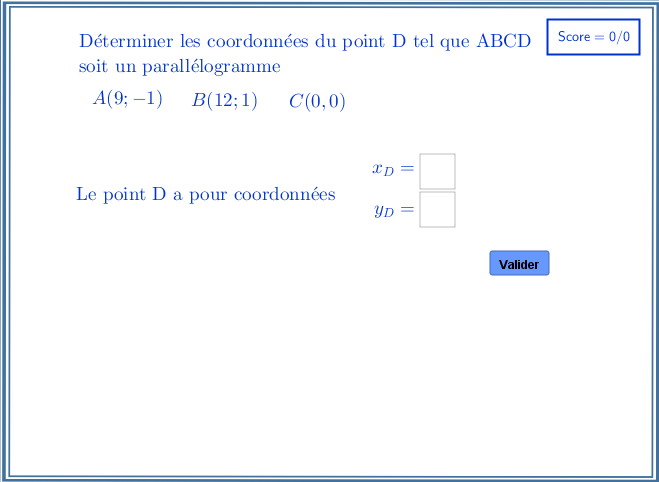 Déterminer les coordonnées du point D tel que ABCD
soit un parallélogramme
Score = 0/0
A(9; −1) B(12; 1) C(0, 0)
Le point D a pour coordonnées
x_D =
y_D =
Valider